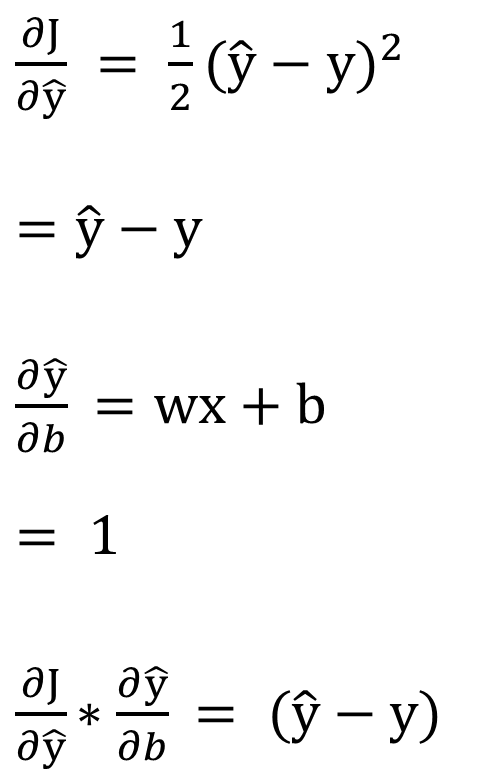 ∂J/∂ŷ = 1/2 (ŷ − y)²
= ŷ − y
∂ŷ/∂b = wx + b
= 1
∂J/∂ŷ * ∂ŷ/∂b = (ŷ − y)